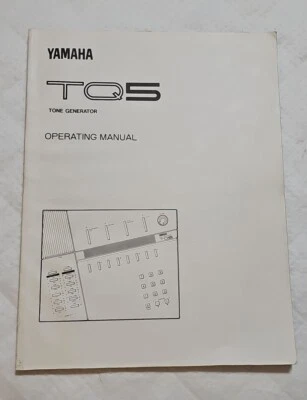 YAMAHA
TQ5
TONE GENERATOR
OPERATING MANUAL